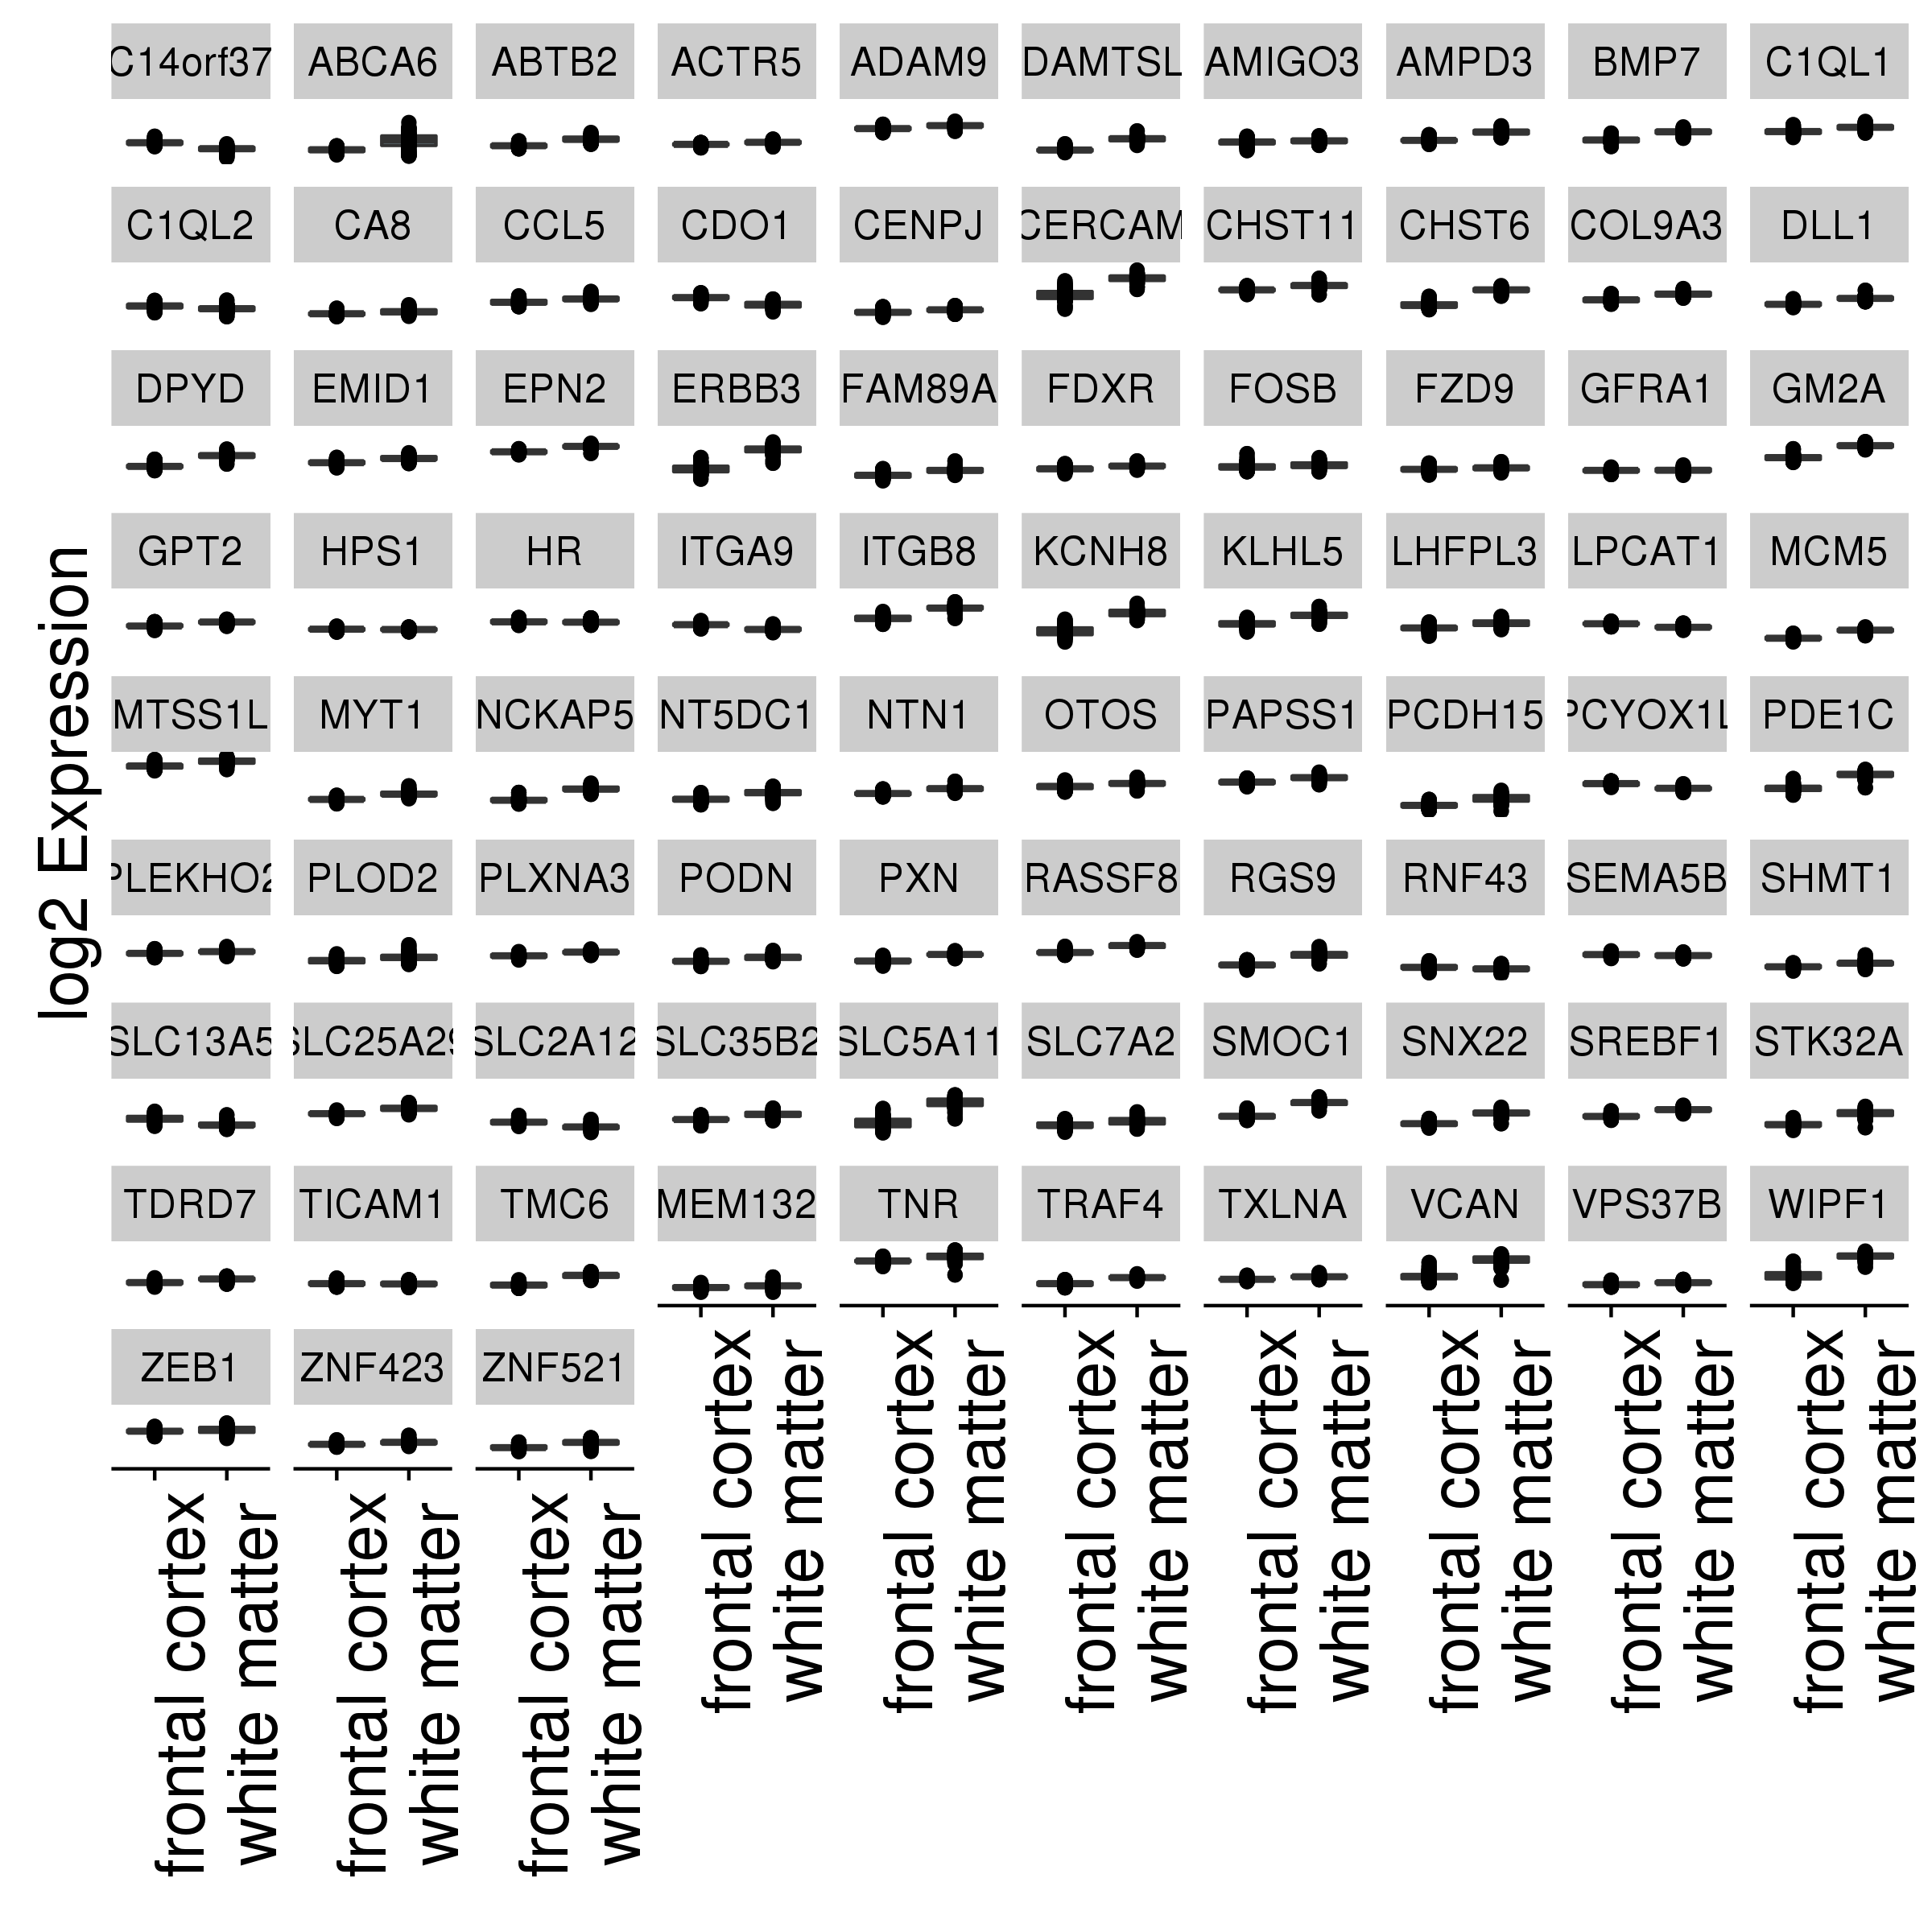 C14orf37 ABCA6 ABTB2 ACTR5 ADAM9 DAMTSL AMIGO3 AMPD3 BMP7 C1QL1
C1QL2 CA8 CCL5 CDO1 CENPJ CERCAM CHST11 CHST6 COL9A3 DLL1
DPYD EMID1 EPN2 ERBB3 FAM89A FDXR FOSB FZD9 GFRA1 GM2A
GPT2 HPS1 HR ITGA9 ITGB8 KCNH8 KLHL5 LHFPL3 LPCAT1 MCM5
MTSS1L MYT1 NCKAP5 NT5DC1 NTN1 OTOS PAPSS1 PCDH15 PCYOX1L PDE1C
PLEKHO2 PLOD2 PLXNA3 PODN PXN RASSF8 RGS9 RNF43 SEMA5B SHMT1
SLC13A5 SLC25A29 SLC2A12 SLC35B2 SLC5A11 SLC7A2 SMOC1 SNX22 SREBF1 STK32A
TDRD7 TICAM1 TMC6 MEM132 TNR TRAF4 TXLNA VCAN VPS37B WIPF1
ZEB1 ZNF423 ZNF521
log2 Expression
frontal cortex
white matter
frontal cortex
white matter
frontal cortex
white matter
frontal cortex
white matter
frontal cortex
white matter
frontal cortex
white matter
frontal cortex
white matter
frontal cortex
white matter
frontal cortex
white matter
frontal cortex
white matter